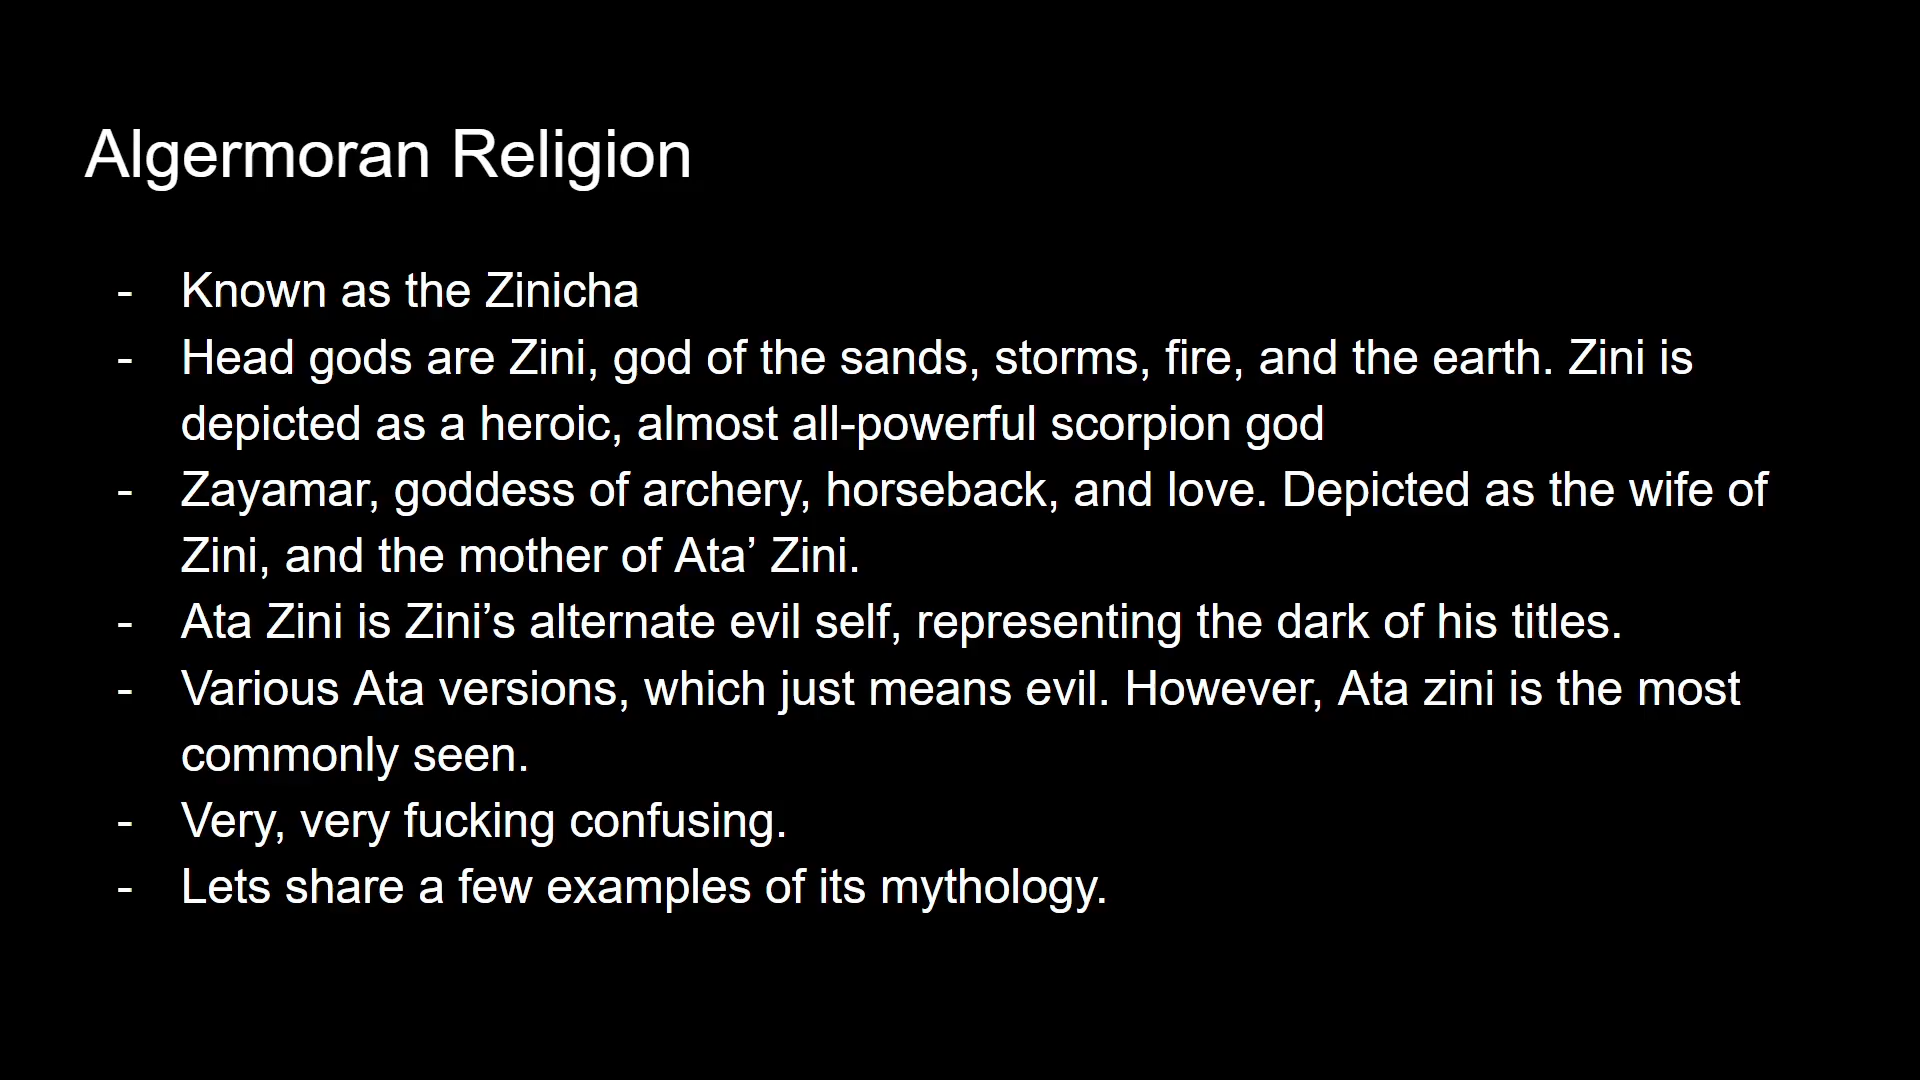 Algermoran Religion
- Known as the Zinicha
- Head gods are Zini, god of the sands, storms, fire, and the earth. Zini is
depicted as a heroic, almost all-powerful scorpion god
- Zayamar, goddess of archery, horseback, and love. Depicted as the wife of
Zini, and the mother of Ata’ Zini.
- Ata Zini is Zini’s alternate evil self, representing the dark of his titles.
- Various Ata versions, which just means evil. However, Ata zini is the most
commonly seen.
- Very, very fucking confusing.
- Lets share a few examples of its mythology.